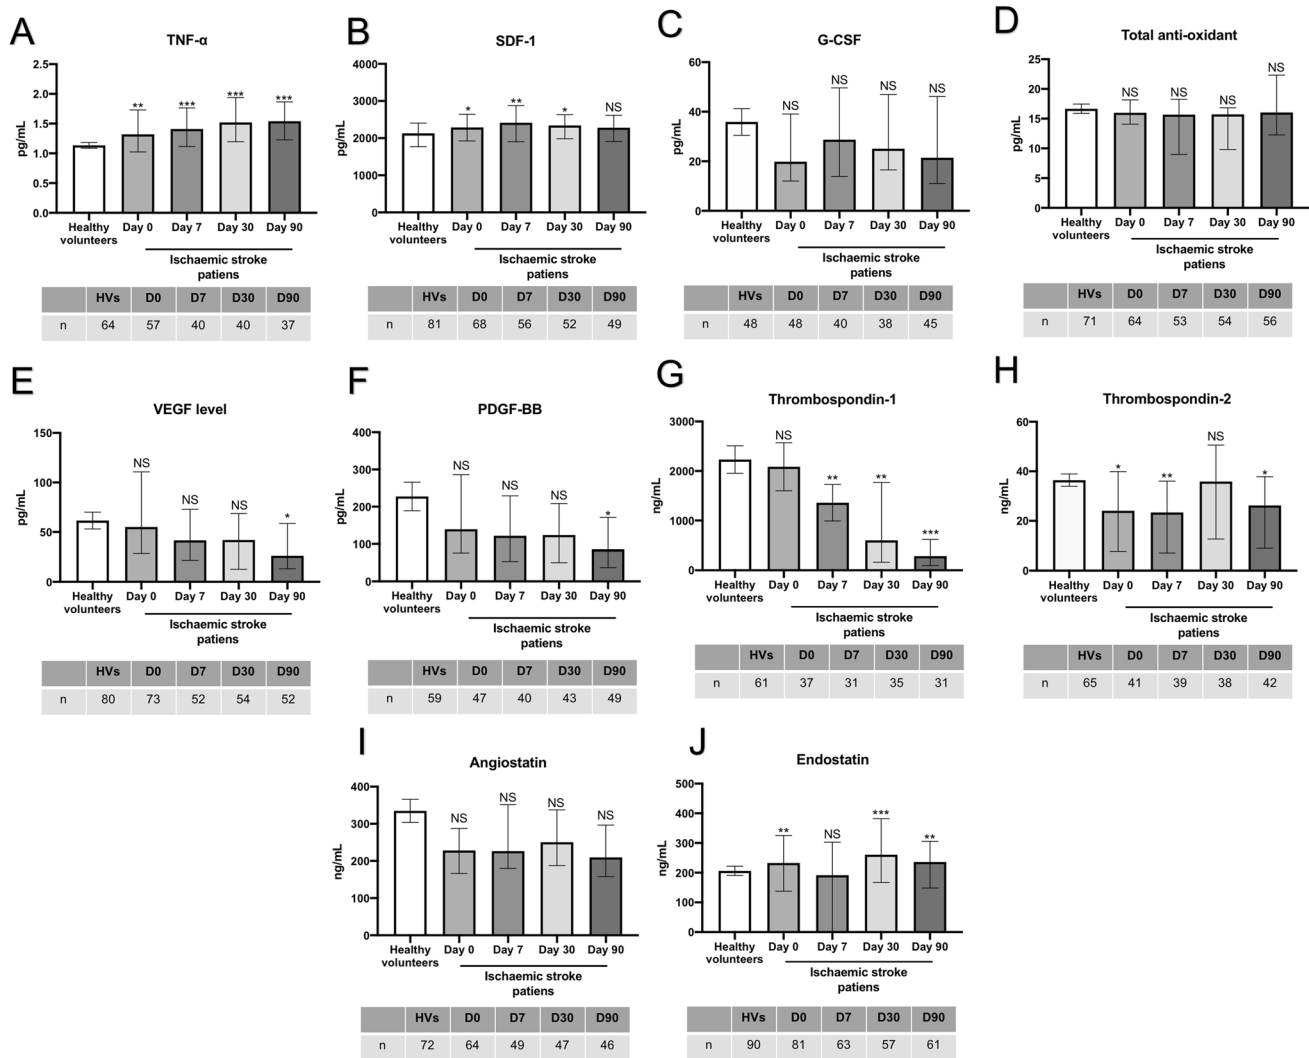 A
TNF-α
pg/mL
2.5
2.0
1.5
1.0
0.5
0.0
** *** *** ***
Healthy volunteers Day 0 Day 7 Day 30 Day 90
Ischaemic stroke
patiens
HVs D0 D7 D30 D90
n 64 57 40 40 37
B
SDF-1
pg/mL
4000
3000
2000
1000
0
* ** * NS
Healthy volunteers Day 0 Day 7 Day 30 Day 90
Ischaemic stroke
patiens
HVs D0 D7 D30 D90
n 81 68 56 52 49
C
G-CSF
pg/mL
60
40
20
0
NS NS NS NS
Healthy volunteers Day 0 Day 7 Day 30 Day 90
Ischaemic stroke
patiens
HVs D0 D7 D30 D90
n 48 48 40 38 45
D
Total anti-oxidant
pg/mL
25
20
15
10
5
0
NS NS NS NS
Healthy volunteers Day 0 Day 7 Day 30 Day 90
Ischaemic stroke
patiens
HVs D0 D7 D30 D90
n 71 64 53 54 56
E
VEGF level
pg/mL
150
100
50
0
NS NS NS *
Healthy volunteers Day 0 Day 7 Day 30 Day 90
Ischaemic stroke
patiens
HVs D0 D7 D30 D90
n 80 73 52 54 52
F
PDGF-BB
pg/mL
400
300
200
100
0
NS NS NS *
Healthy volunteers Day 0 Day 7 Day 30 Day 90
Ischaemic stroke
patiens
HVs D0 D7 D30 D90
n 59 47 40 43 49
G
Thrombospondin-1
ng/mL
3000
2000
1000
0
NS ** ** ***
Healthy volunteers Day 0 Day 7 Day 30 Day 90
Ischaemic stroke
patiens
HVs D0 D7 D30 D90
n 61 37 31 35 31
H
Thrombospondin-2
ng/mL
60
40
20
0
* ** NS *
Healthy volunteers Day 0 Day 7 Day 30 Day 90
Ischaemic stroke
patiens
HVs D0 D7 D30 D90
n 65 41 39 38 42
I
Angiostatin
ng/mL
400
300
200
100
0
NS NS NS NS
Healthy volunteers Day 0 Day 7 Day 30 Day 90
Ischaemic stroke
patiens
HVs D0 D7 D30 D90
n 72 64 49 47 46
J
Endostatin
ng/mL
500
400
300
200
100
0
** NS *** **
Healthy volunteers Day 0 Day 7 Day 30 Day 90
Ischaemic stroke
patiens
HVs D0 D7 D30 D90
n 90 81 63 57 61